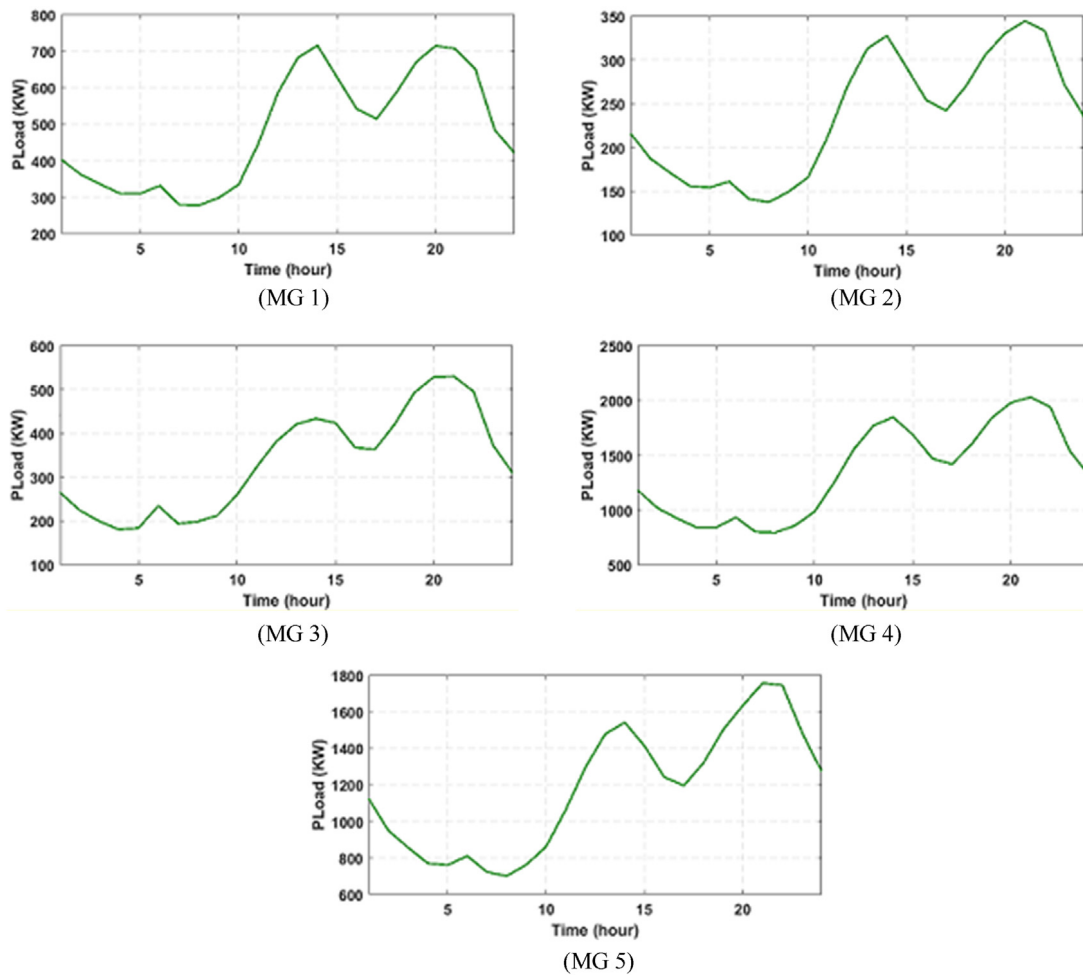 800
700
600
500
400
300
200
PLoad (KW)
5 10 15 20
Time (hour)
(MG 1)
350
300
250
200
150
100
PLoad (KW)
5 10 15 20
Time (hour)
(MG 2)
600
500
400
300
200
100
PLoad (KW)
5 10 15 20
Time (hour)
(MG 3)
2500
2000
1500
1000
500
PLoad (KW)
5 10 15 20
Time (hour)
(MG 4)
1800
1600
1400
1200
1000
800
600
PLoad (KW)
5 10 15 20
Time (hour)
(MG 5)